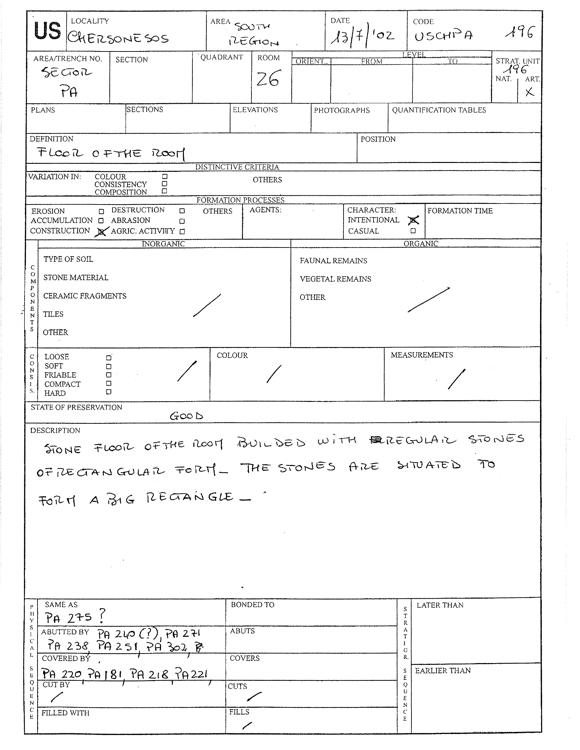 US LOCALITY CHERSONESOS AREA SOUTH REGION DATE 13/7/'02 CODE USCHPA 196
AREA/TRENCH NO. SECTOR PA SECTION QUADRANT ROOM 26 LEVEL ORIENT. FROM TO STRAT. UNIT 196 NAT. ART. X
PLANS SECTIONS ELEVATIONS PHOTOGRAPHS QUANTIFICATION TABLES
DEFINITION POSITION
FLOOR OF THE ROOM
DISTINCTIVE CRITERIA
VARIATION IN: COLOUR OTHERS
CONSISTENCY
COMPOSITION
FORMATION PROCESSES
EROSION DESTRUCTION OTHERS AGENTS: CHARACTER: FORMATION TIME
ACCUMULATION ABRASION INTENTIONAL X
CONSTRUCTION X AGRIC. ACTIVITY CASUAL
INORGANIC ORGANIC
COMPONENTS
TYPE OF SOIL FAUNAL REMAINS
STONE MATERIAL VEGETAL REMAINS
CERAMIC FRAGMENTS OTHER
TILES / /
OTHER
CONSIS.
LOOSE COLOUR MEASUREMENTS
SOFT
FRIABLE / / /
COMPACT
HARD
STATE OF PRESERVATION
GOOD
DESCRIPTION
STONE FLOOR OF THE ROOM BUILDED WITH REGULAR STONES
OF RECTANGULAR FORM_ THE STONES ARE SITUATED TO
FORM A BIG RECTANGLE_
PHYSICAL SEQUENCE
SAME AS BONDED TO
PA 275 ?
ABUTTED BY PA 240 (?), PA 271 ABUTS
PA 238, PA 251, PA 302,
COVERED BY COVERS
PA 220, PA 181, PA 218, PA 221
CUT BY / CUTS /
FILLED WITH FILLS /
STRATIGR. SEQUENCE
LATER THAN
EARLIER THAN